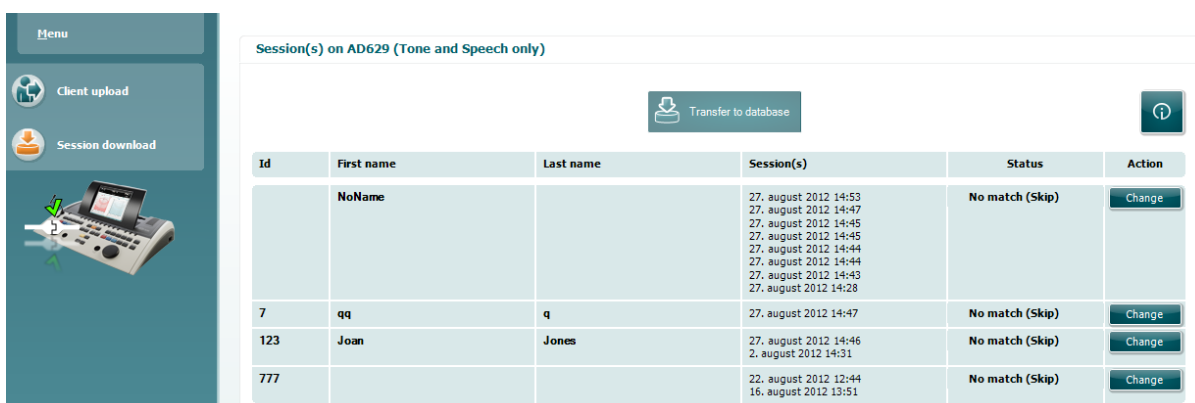 Menu
Client upload
Session download
Session(s) on AD629 (Tone and Speech only)
Transfer to database
Id First name Last name Session(s) Status Action
NoName 27. august 2012 14:53 No match (Skip) Change
27. august 2012 14:47
27. august 2012 14:45
27. august 2012 14:45
27. august 2012 14:44
27. august 2012 14:44
27. august 2012 14:43
27. august 2012 14:28
7 qq q 27. august 2012 14:47 No match (Skip) Change
123 Joan Jones 27. august 2012 14:46 No match (Skip) Change
2. august 2012 14:31
777 22. august 2012 12:44 No match (Skip) Change
16. august 2012 13:51